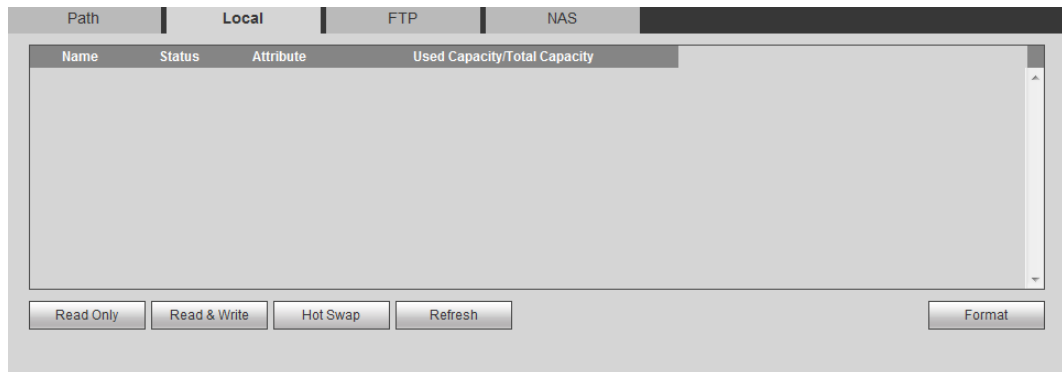 Path Local FTP NAS
Name Status Attribute Used Capacity/Total Capacity
Read Only Read & Write Hot Swap Refresh Format